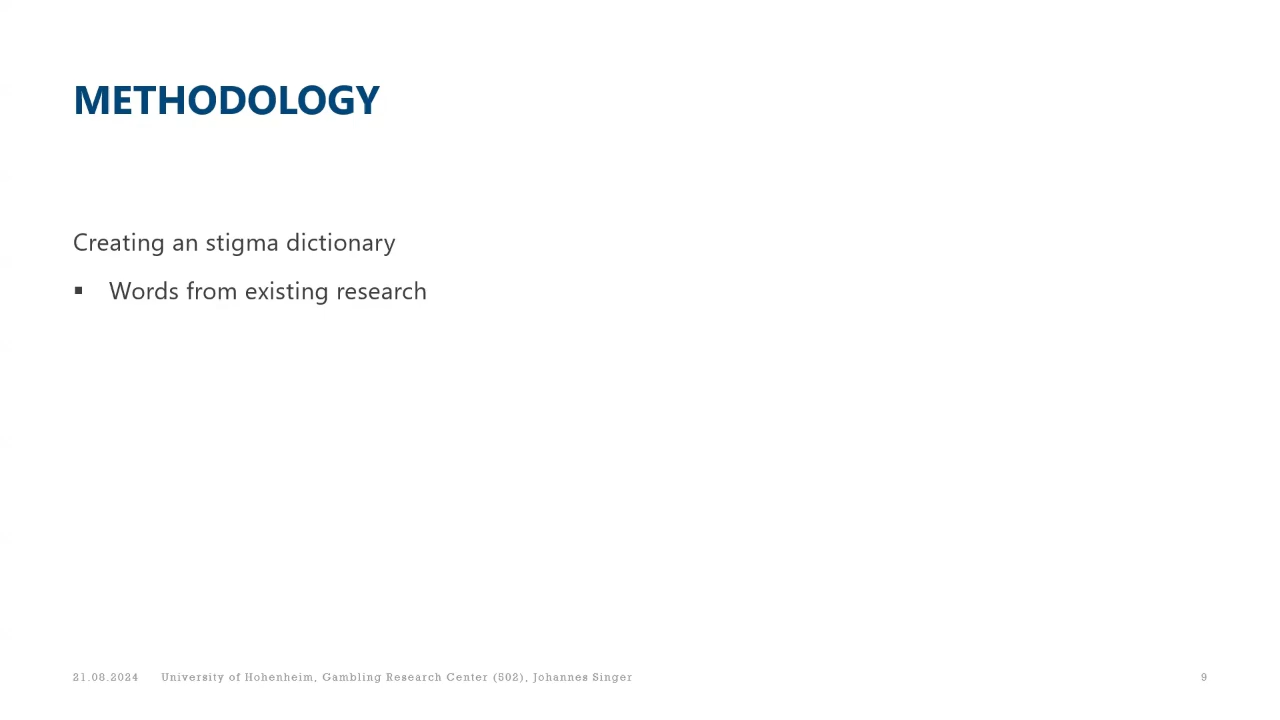 METHODOLOGY
Creating an stigma dictionary
▪ Words from existing research
21.08.2024 University of Hohenheim, Gambling Research Center (502), Johannes Singer 9